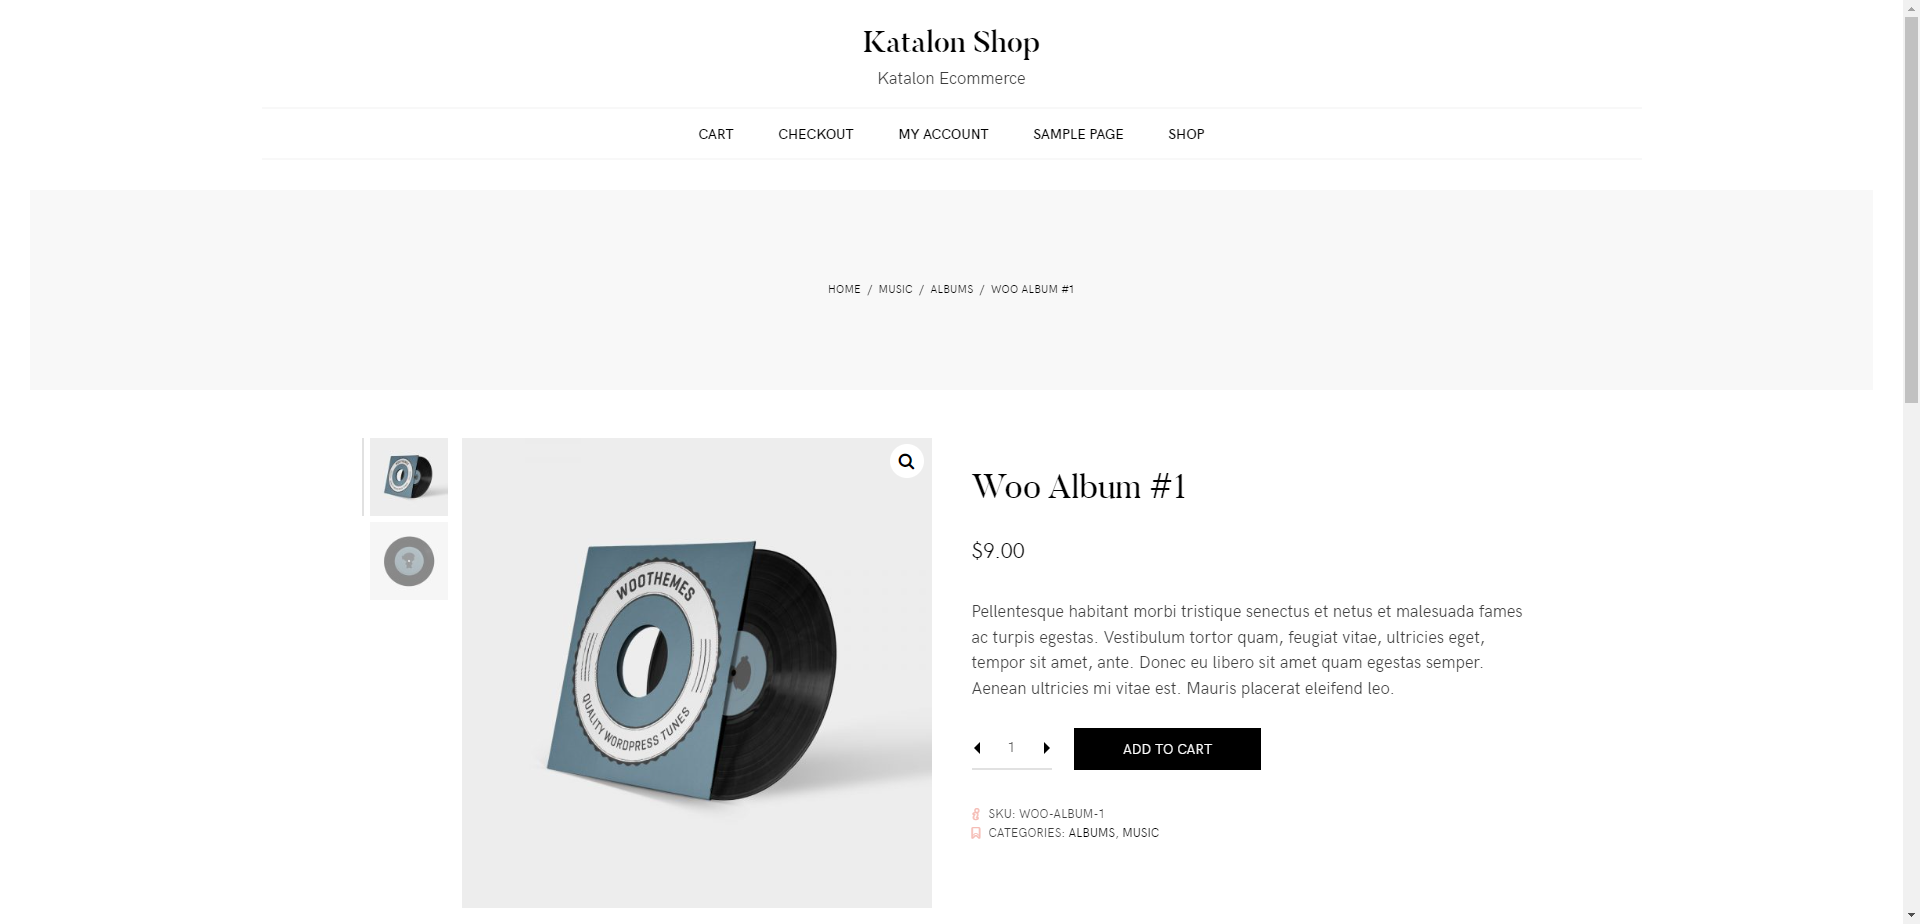 Katalon Shop
Katalon Ecommerce
CART CHECKOUT MY ACCOUNT SAMPLE PAGE SHOP
HOME / MUSIC / ALBUMS / WOO ALBUM #1
WOOTHEMES
QUALITY WORDPRESS TUNES
Woo Album #1
$9.00
Pellentesque habitant morbi tristique senectus et netus et malesuada fames
ac turpis egestas. Vestibulum tortor quam, feugiat vitae, ultricies eget,
tempor sit amet, ante. Donec eu libero sit amet quam egestas semper.
Aenean ultricies mi vitae est. Mauris placerat eleifend leo.
1 ADD TO CART
SKU: WOO-ALBUM-1
CATEGORIES: ALBUMS, MUSIC